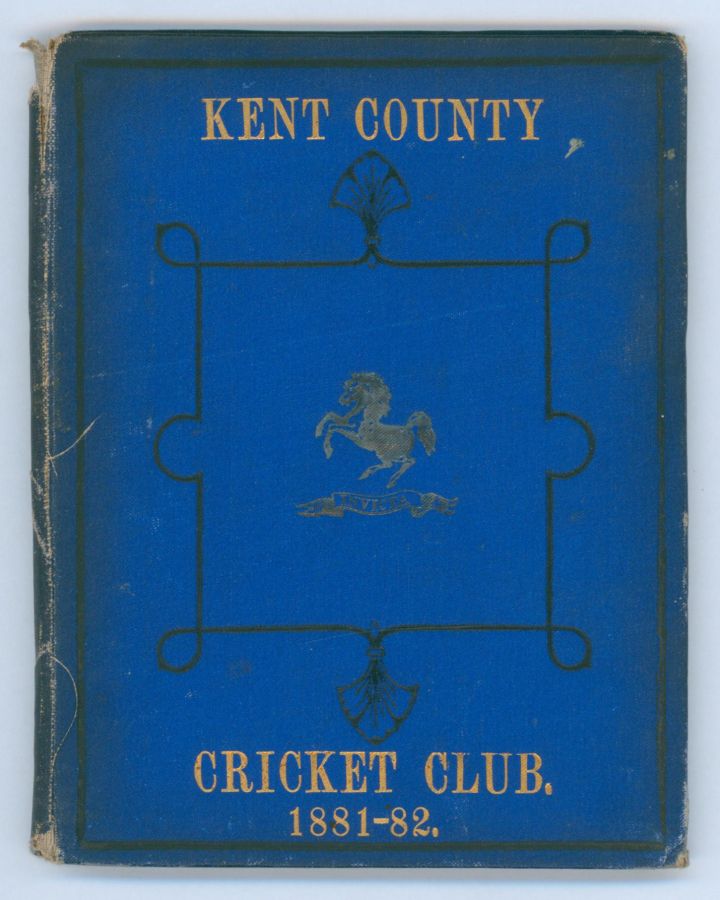 KENT COUNTY
INVICTA
CRICKET CLUB.
1881-82.